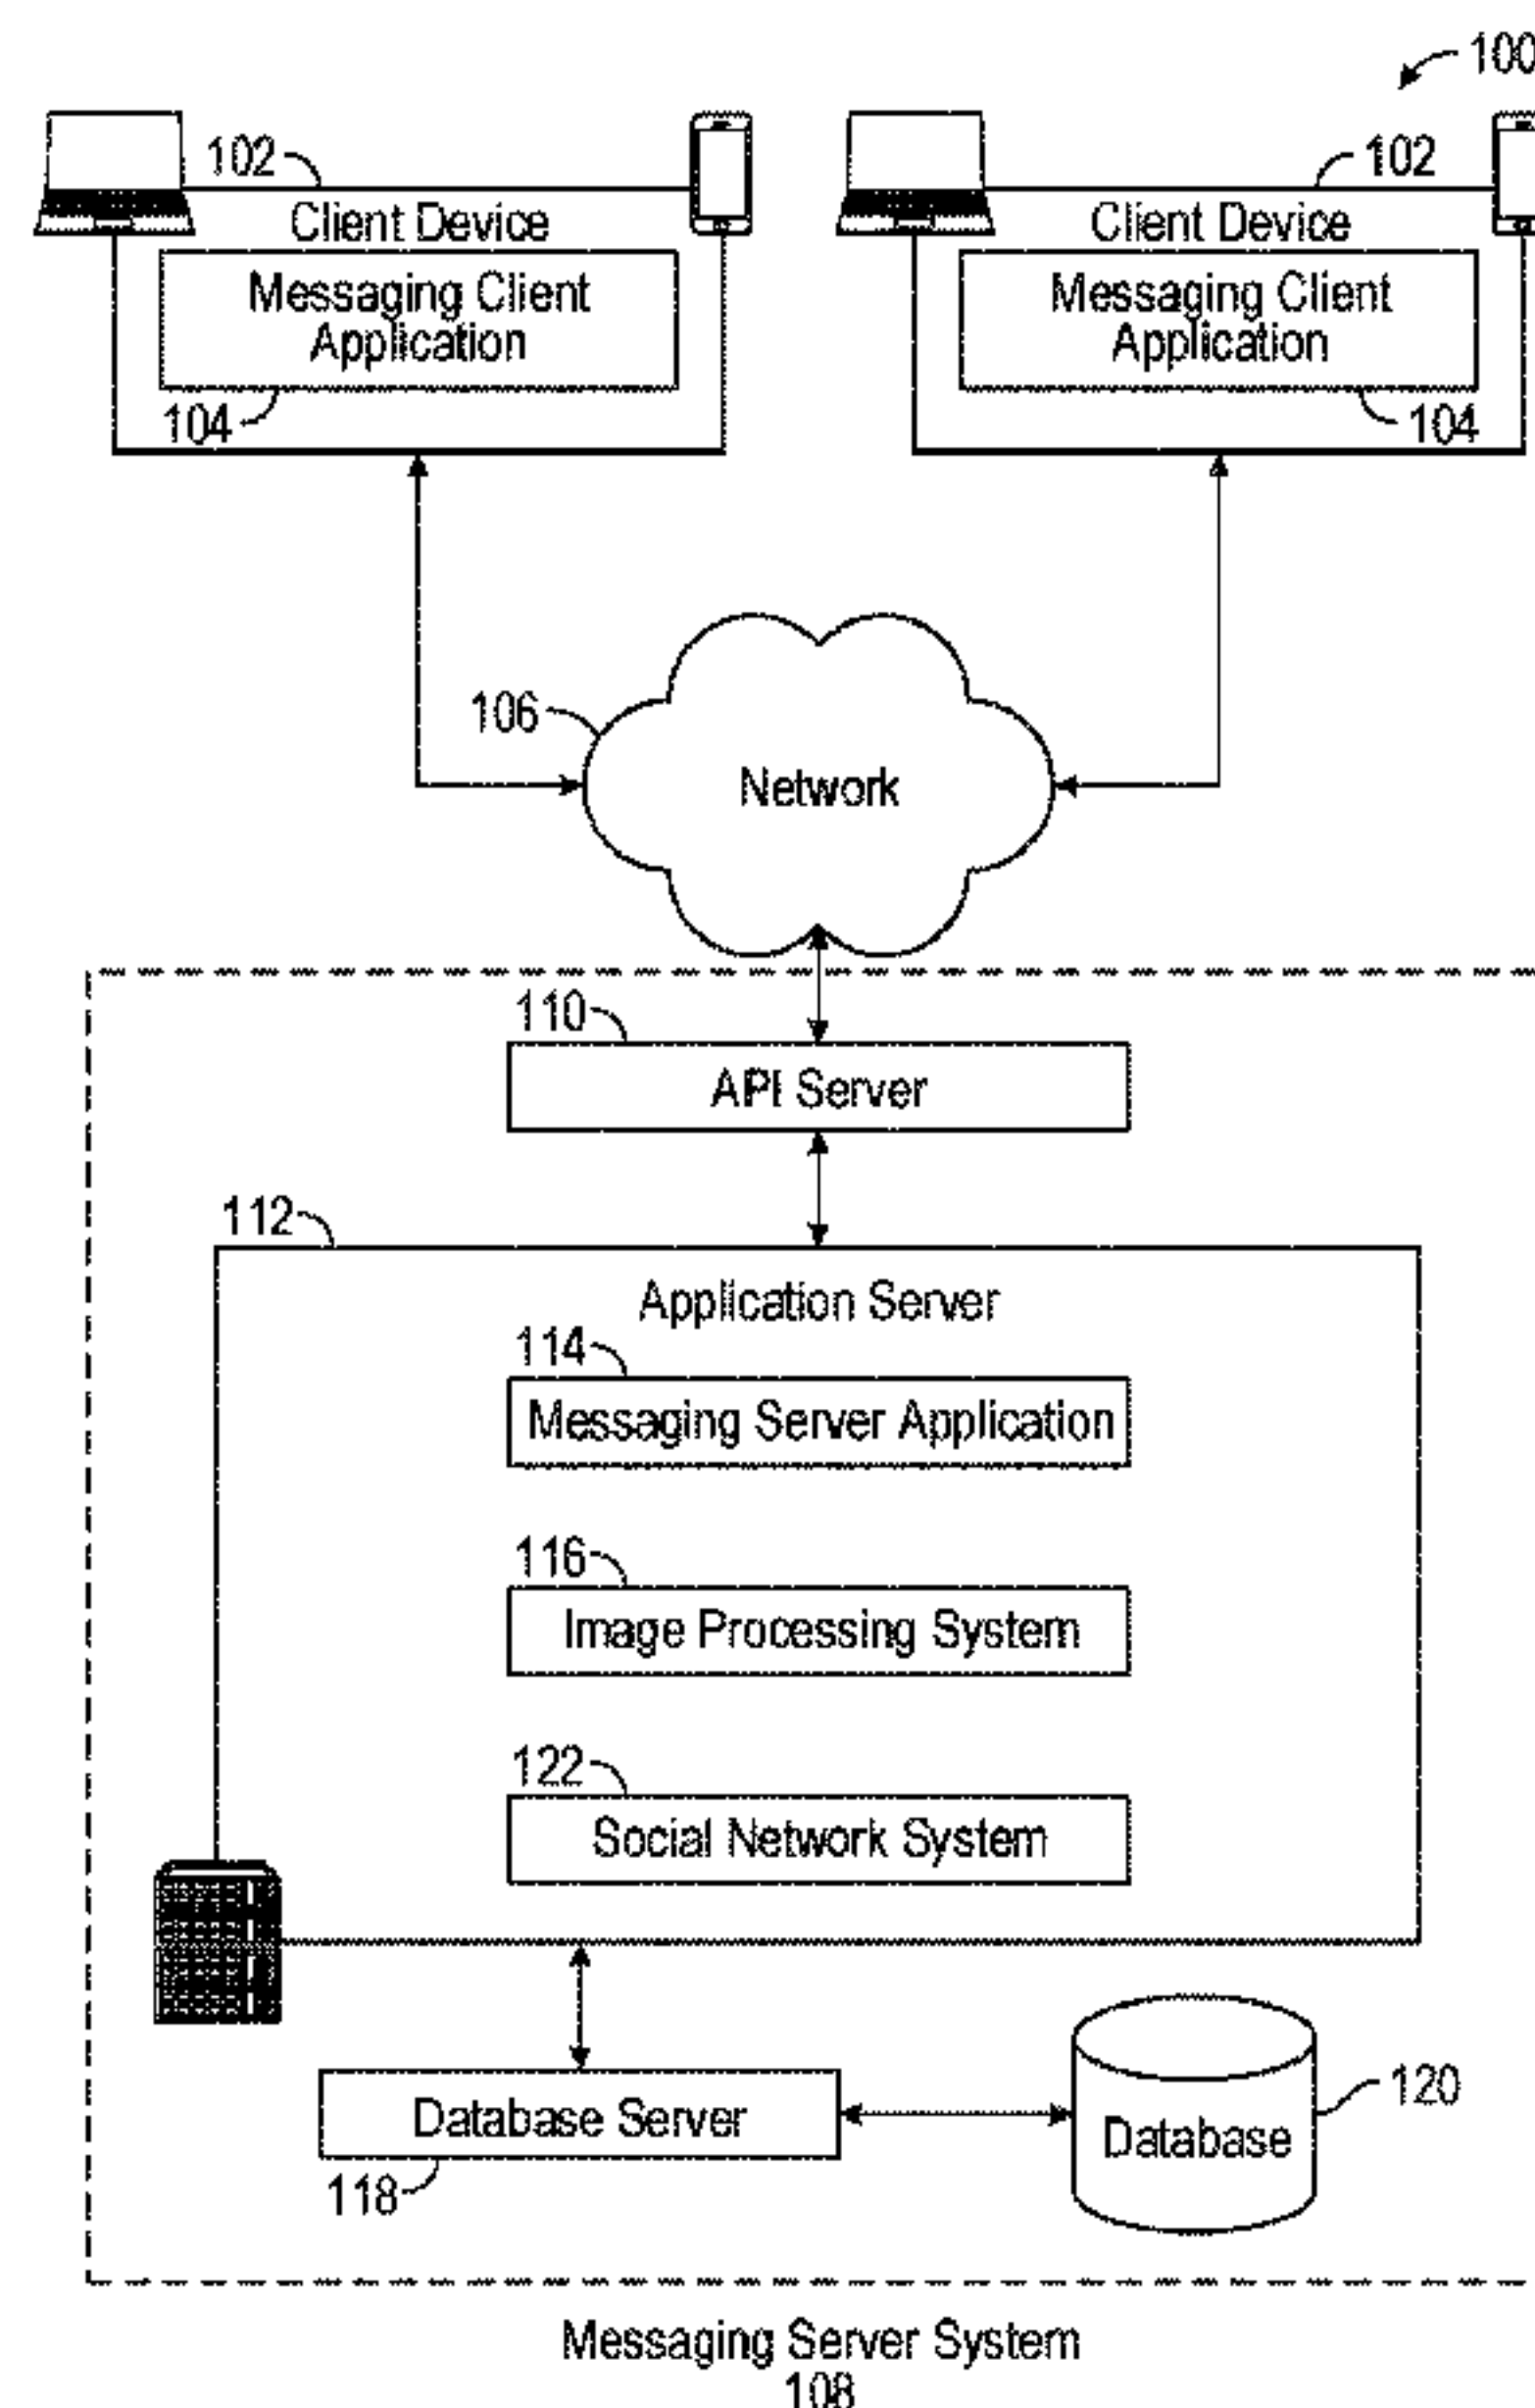 100
102
102
Client Device
Client Device
Messaging Client
Application
Messaging Client
Application
104
104
106
Network
110
API Server
112
Application Server
114
Messaging Server Application
116
Image Processing System
122
Social Network System
Database Server
118
Database
120
Messaging Server System
108